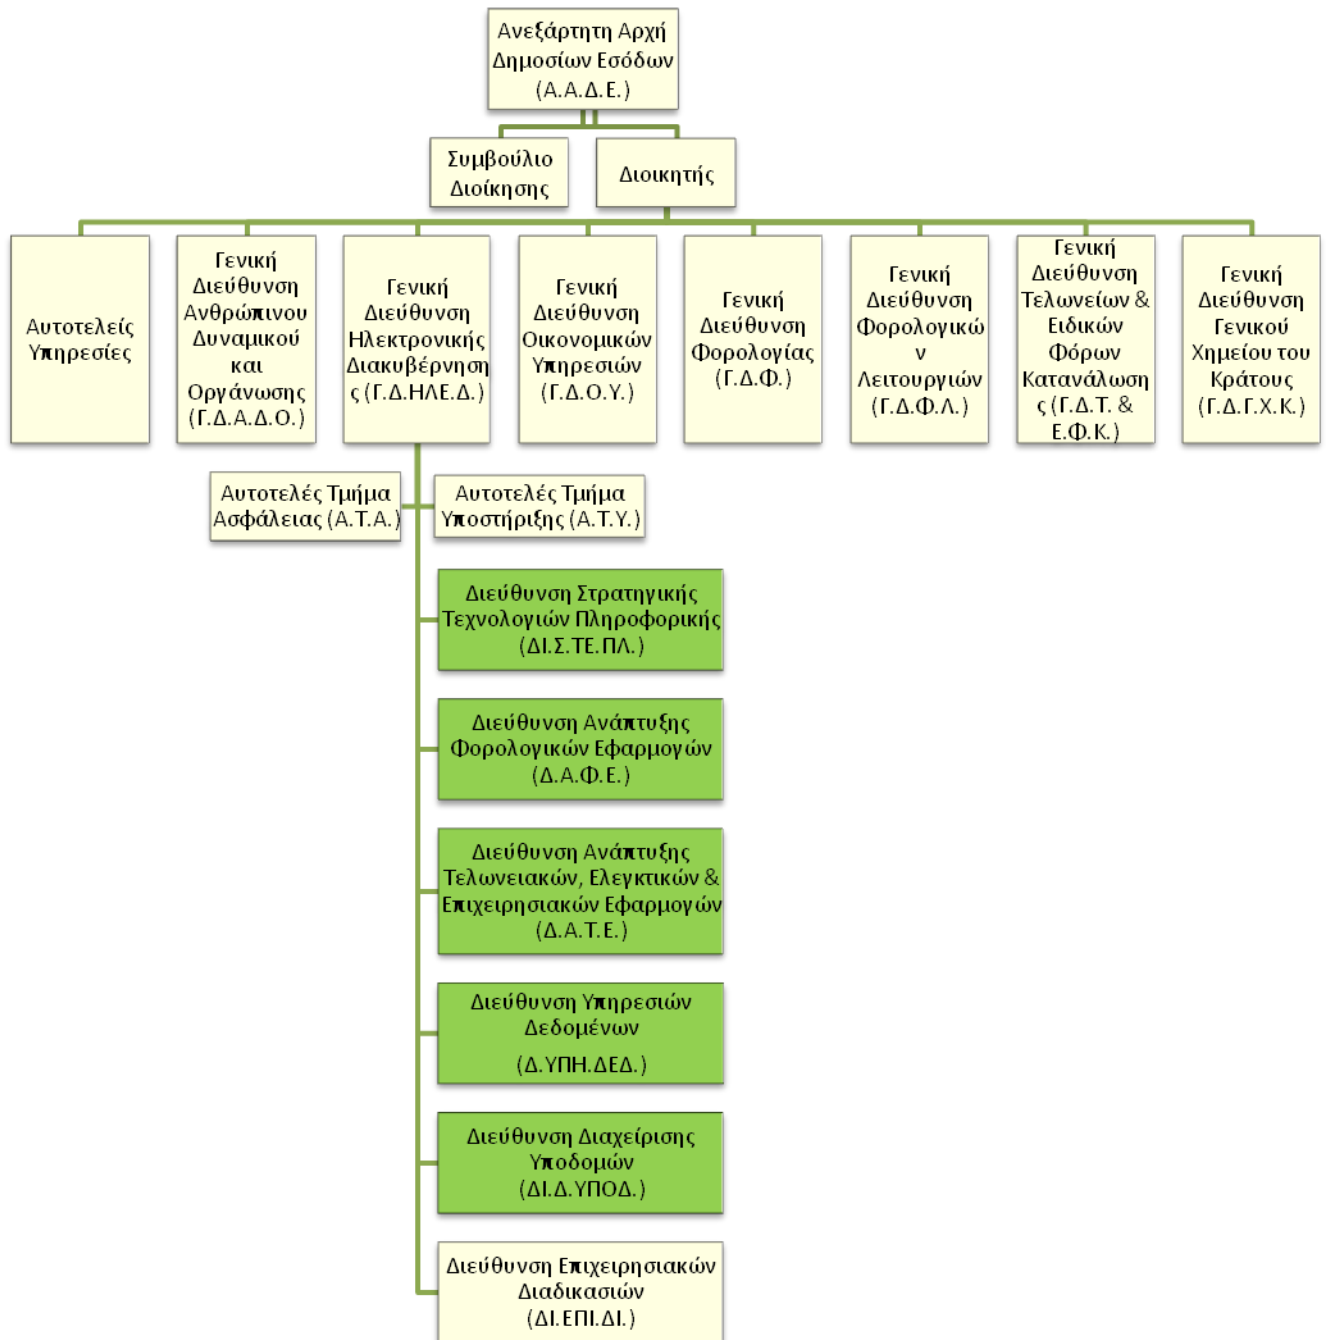 Ανεξάρτητη Αρχή
Δημοσίων Εσόδων
(Α.Α.Δ.Ε.)
Συμβούλιο
Διοίκησης
Διοικητής
Αυτοτελείς
Υπηρεσίες
Γενική
Διεύθυνση
Ανθρώπινου
Δυναμικού
και
Οργάνωσης
(Γ.Δ.Α.Δ.Ο.)
Γενική
Διεύθυνση
Ηλεκτρονικής
Διακυβέρνηση
ς (Γ.Δ.ΗΛΕ.Δ.)
Γενική
Διεύθυνση
Οικονομικών
Υπηρεσιών
(Γ.Δ.Ο.Υ.)
Γενική
Διεύθυνση
Φορολογίας
(Γ.Δ.Φ.)
Γενική
Διεύθυνση
Φορολογικώ
ν
Λειτουργιών
(Γ.Δ.Φ.Λ.)
Γενική
Διεύθυνση
Τελωνείων &
Ειδικών
Φόρων
Κατανάλωση
ς (Γ.Δ.Τ. &
Ε.Φ.Κ.)
Γενική
Διεύθυνση
Γενικού
Χημείου του
Κράτους
(Γ.Δ.Γ.Χ.Κ.)
Αυτοτελές Τμήμα
Ασφάλειας (Α.Τ.Α.)
Αυτοτελές Τμήμα
Υποστήριξης (Α.Τ.Υ.)
Διεύθυνση Στρατηγικής
Τεχνολογιών Πληροφορικής
(ΔΙ.Σ.ΤΕ.ΠΛ.)
Διεύθυνση Ανάπτυξης
Φορολογικών Εφαρμογών
(Δ.Α.Φ.Ε.)
Διεύθυνση Ανάπτυξης
Τελωνειακών, Ελεγκτικών &
Επιχειρησιακών Εφαρμογών
(Δ.Α.Τ.Ε.)
Διεύθυνση Υπηρεσιών
Δεδομένων
(Δ.ΥΠΗ.ΔΕΔ.)
Διεύθυνση Διαχείρισης
Υποδομών
(ΔΙ.Δ.ΥΠΟΔ.)
Διεύθυνση Επιχειρησιακών
Διαδικασιών
(ΔΙ.ΕΠΙ.ΔΙ.)